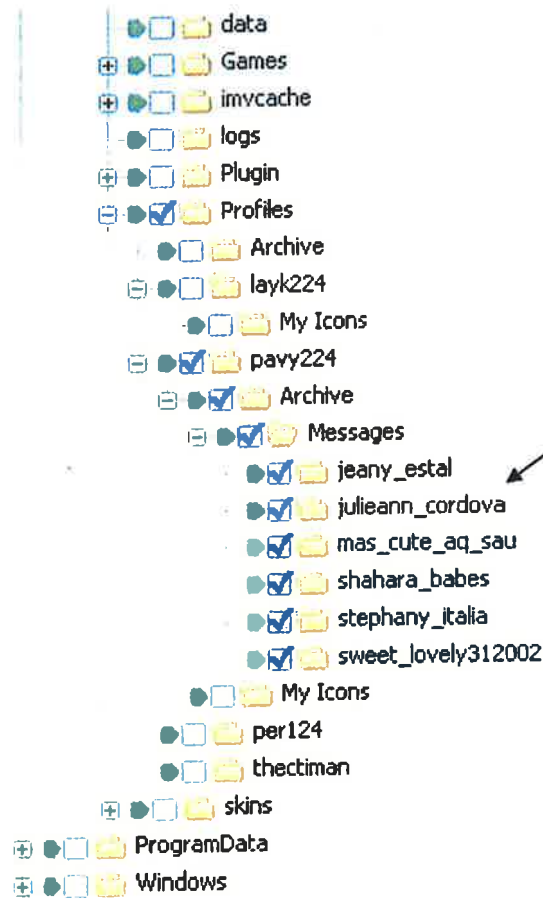 data
Games
imvcache
logs
Plugin
Profiles
Archive
layk224
My Icons
pavy224
Archive
Messages
jeany_estal
julieann_cordova
mas_cute_aq_sau
shahara_babes
stephany_italia
sweet_lovely312002
My Icons
per124
thectiman
skins
ProgramData
Windows